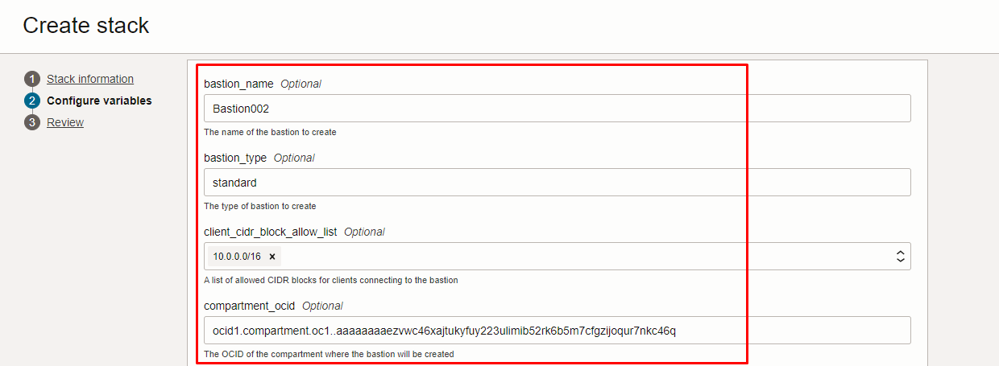 Create stack
1 Stack information
2 Configure variables
3 Review
bastion_name Optional
Bastion002
The name of the bastion to create
bastion_type Optional
standard
The type of bastion to create
client_cidr_block_allow_list Optional
10.0.0.0/16 ×
A list of allowed CIDR blocks for clients connecting to the bastion
compartment_ocid Optional
ocid1.compartment.oc1..aaaaaaaaezvwc46xajtukyfuy223ulimib52rk6b5m7cfgzijoqur7nkc46q
The OCID of the compartment where the bastion will be created